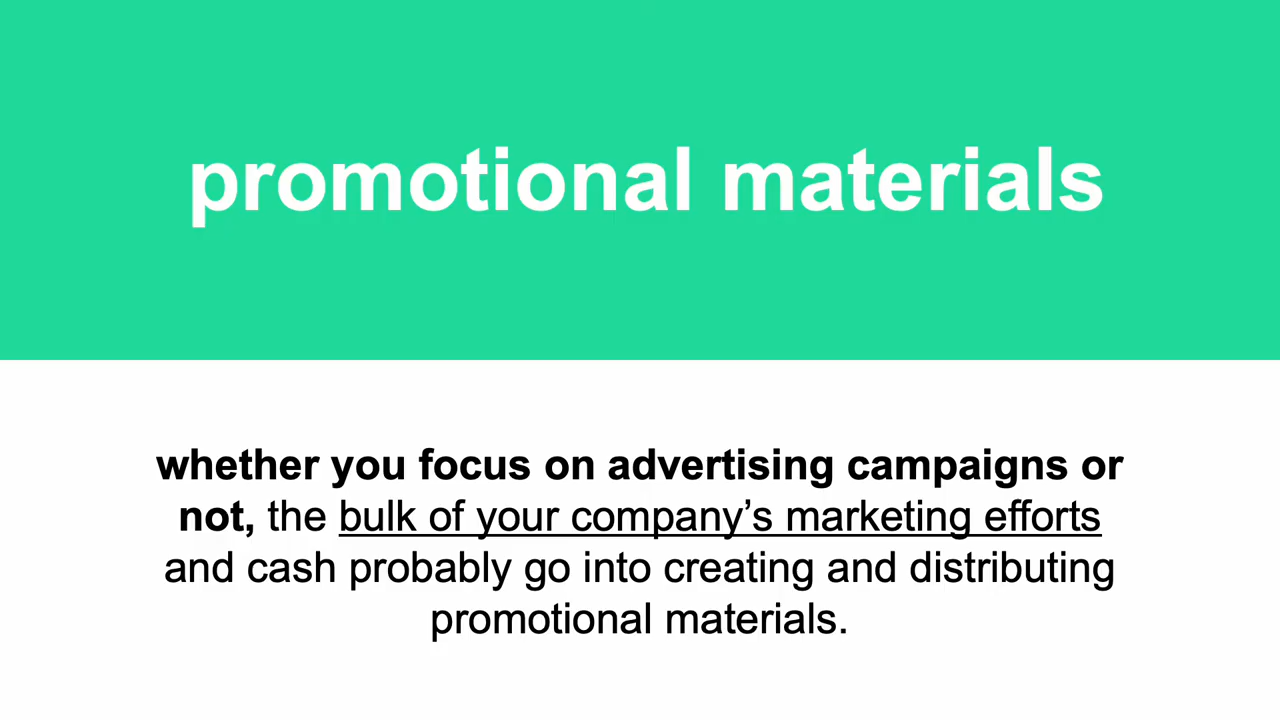 promotional materials
whether you focus on advertising campaigns or
not, the bulk of your company’s marketing efforts
and cash probably go into creating and distributing
promotional materials.